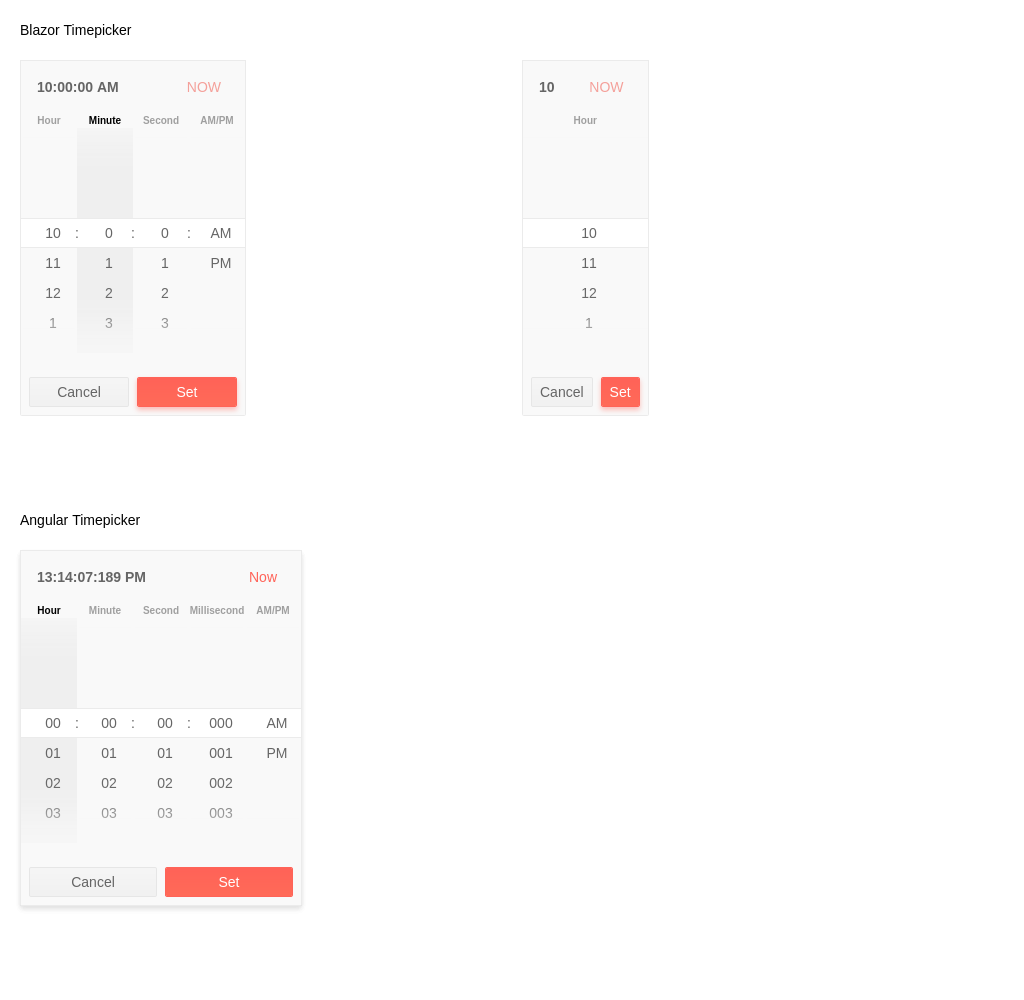 Blazor Timepicker
10:00:00 AM NOW
Hour Minute Second AM/PM
10 : 0 : 0 : AM
11 1 1 PM
12 2 2
1 3 3
Cancel Set
10 NOW
Hour
10
11
12
1
Cancel Set
Angular Timepicker
13:14:07:189 PM Now
Hour Minute Second Millisecond AM/PM
00 : 00 : 00 : 000 AM
01 01 01 001 PM
02 02 02 002
03 03 03 003
Cancel Set